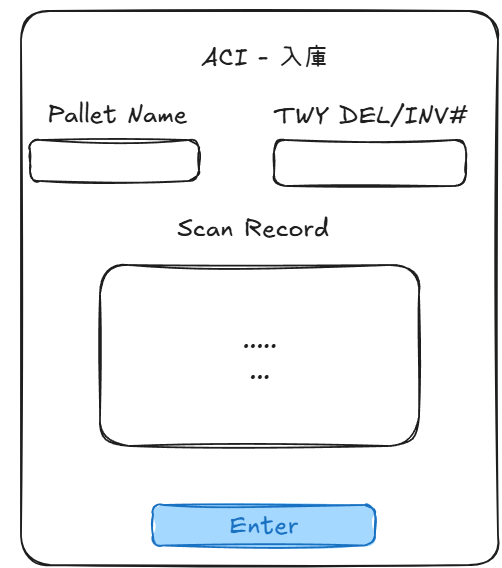 ACI - 入庫
Pallet Name
TWY DEL/INV#
Scan Record
.....
...
Enter